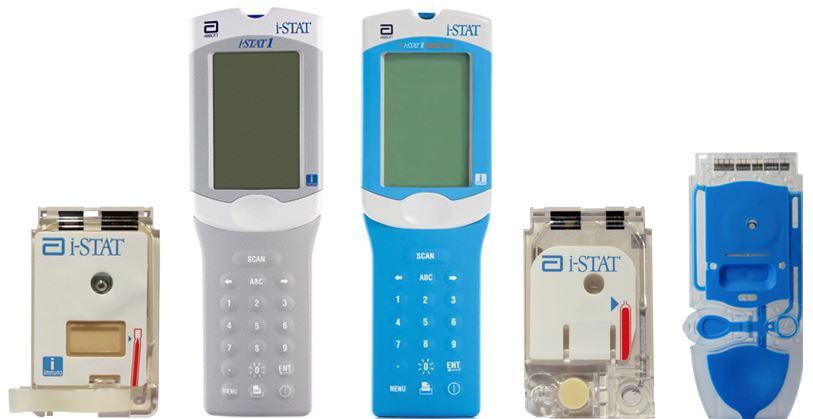 a i-STAT
i
immuno
a
ABBOTT
i-STAT
i-STAT 1
i
immuno
SCAN
← ABC →
1 2 3
4 5 6
7 8 9
. 0 ENT
MENU
a
ABBOTT
i-STAT
i-STAT 1
i
SCAN
← ABC →
1 2 3
4 5 6
7 8 9
. 0 ENT
MENU
a i-STAT